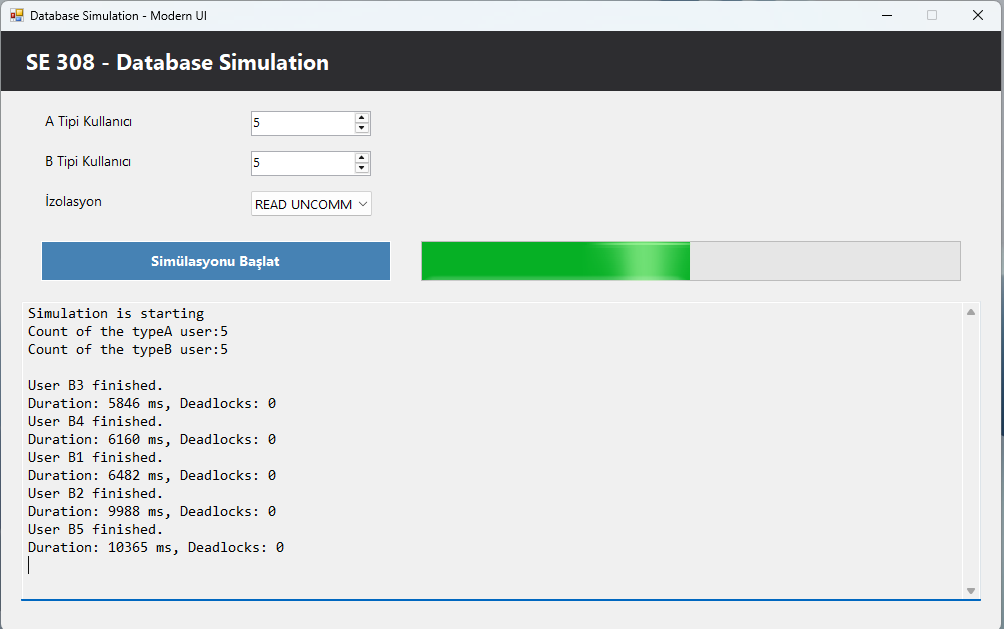 Database Simulation - Modern UI
SE 308 - Database Simulation
A Tipi Kullanıcı
5
B Tipi Kullanıcı
5
İzolasyon
READ UNCOMM
Simülasyonu Başlat
Simulation is starting
Count of the typeA user:5
Count of the typeB user:5
User B3 finished.
Duration: 5846 ms, Deadlocks: 0
User B4 finished.
Duration: 6160 ms, Deadlocks: 0
User B1 finished.
Duration: 6482 ms, Deadlocks: 0
User B2 finished.
Duration: 9988 ms, Deadlocks: 0
User B5 finished.
Duration: 10365 ms, Deadlocks: 0